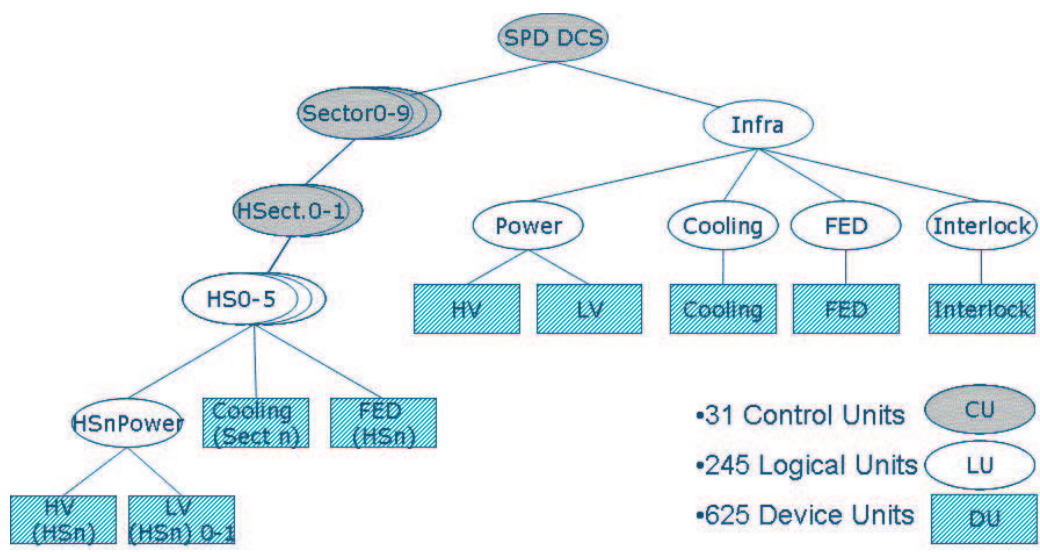 SPD DCS
Sector0-9
Infra
HSect.0-1
Power
Cooling
FED
Interlock
HS0-5
HV
LV
Cooling
FED
Interlock
HSnPower
Cooling
(Sect n)
FED
(HSn)
HV
(HSn)
LV
(HSn) 0-1
•31 Control Units
CU
•245 Logical Units
LU
•625 Device Units
DU